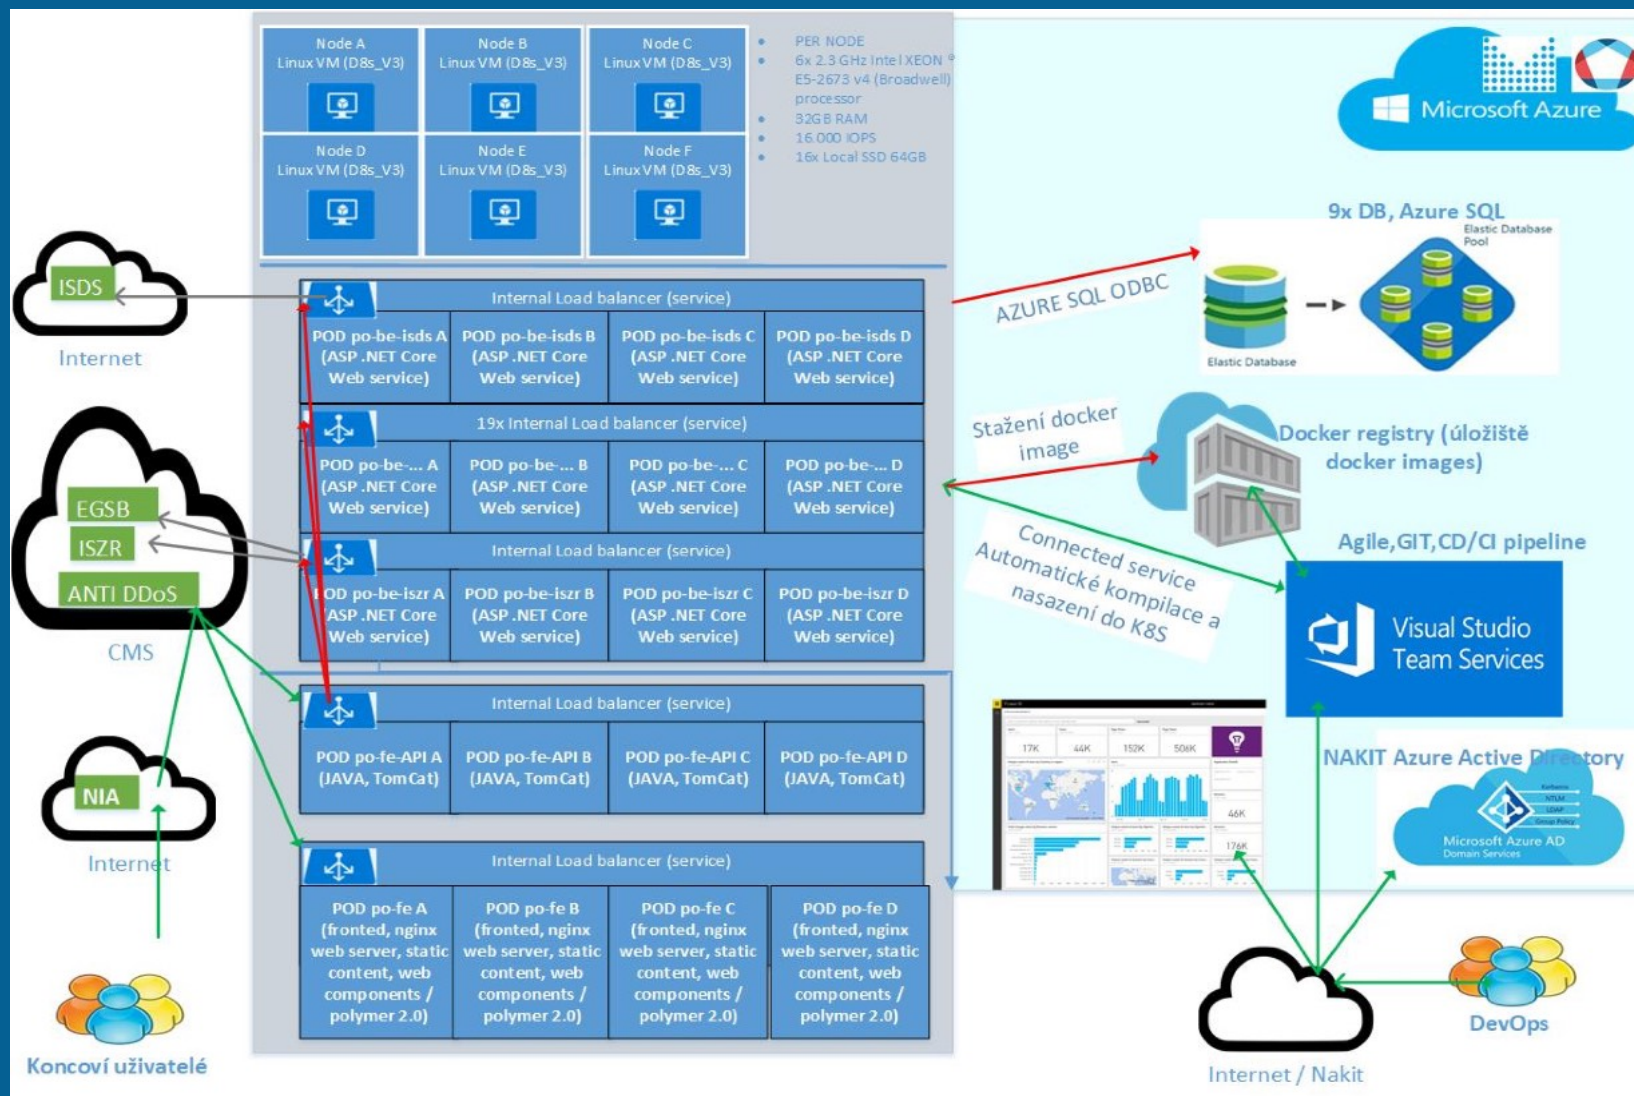 Node A
Linux VM (D8s_V3)
Node B
Linux VM (D8s_V3)
Node C
Linux VM (D8s_V3)
Node D
Linux VM (D8s_V3)
Node E
Linux VM (D8s_V3)
Node F
Linux VM (D8s_V3)
• PER NODE
• 6x 2.3 GHz Intel XEON ®
E5-2673 v4 (Broadwell)
processor
• 32GB RAM
• 16.000 IOPS
• 16x Local SSD 64GB
Microsoft Azure
9x DB, Azure SQL
Elastic Database
Pool
Elastic Database
AZURE SQL ODBC
ISDS
Internet
Internal Load balancer (service)
POD po-be-isds A
(ASP .NET Core
Web service)
POD po-be-isds B
(ASP .NET Core
Web service)
POD po-be-isds C
(ASP .NET Core
Web service)
POD po-be-isds D
(ASP .NET Core
Web service)
19x Internal Load balancer (service)
POD po-be-... A
(ASP .NET Core
Web service)
POD po-be-... B
(ASP .NET Core
Web service)
POD po-be-... C
(ASP .NET Core
Web service)
POD po-be-... D
(ASP .NET Core
Web service)
Stažení docker
image
Docker registry (úložiště
docker images)
EGSB
ISZR
ANTI DDoS
CMS
Internal Load balancer (service)
POD po-be-iszr A
(ASP .NET Core
Web service)
POD po-be-iszr B
(ASP .NET Core
Web service)
POD po-be-iszr C
(ASP .NET Core
Web service)
POD po-be-iszr D
(ASP .NET Core
Web service)
Connected service
Automatické kompilace a
nasazení do K8S
Agile,GIT,CD/CI pipeline
Visual Studio
Team Services
Internal Load balancer (service)
POD po-fe-API A
(JAVA, TomCat)
POD po-fe-API B
(JAVA, TomCat)
POD po-fe-API C
(JAVA, TomCat)
POD po-fe-API D
(JAVA, TomCat)
17K
44K
152K
506K
46K
176K
NAKIT Azure Active Directory
Kerberos
NTLM
LDAP
Group Policy
Microsoft Azure AD
Domain Services
NIA
Internet
Internal Load balancer (service)
POD po-fe A
(fronted, nginx
web server, static
content, web
components /
polymer 2.0)
POD po-fe B
(fronted, nginx
web server, static
content, web
components /
polymer 2.0)
POD po-fe C
(fronted, nginx
web server, static
content, web
components /
polymer 2.0)
POD po-fe D
(fronted, nginx
web server, static
content, web
components /
polymer 2.0)
Koncoví uživatelé
DevOps
Internet / Nakit